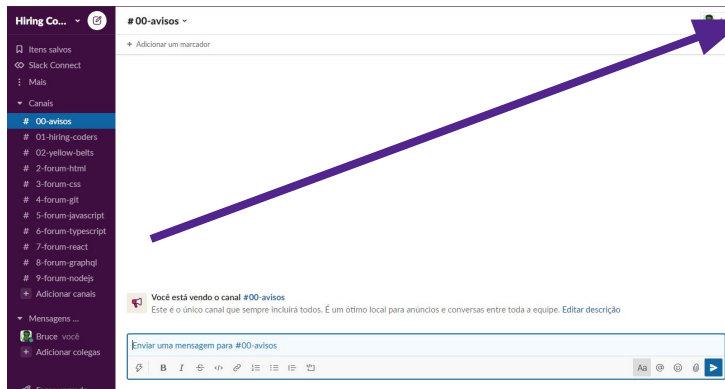 Hiring Co...
# 00-avisos
+ Adicionar um marcador
Itens salvos
Slack Connect
Mais
Canais
# 00-avisos
# 01-hiring-coders
# 02-yellow-belts
# 2-forum-html
# 3-forum-css
# 4-forum-git
# 5-forum-javascript
# 6-forum-typescript
# 7-forum-react
# 8-forum-graphql
# 9-forum-nodejs
+ Adicionar canais
Mensagens ...
Bruce você
+ Adicionar colegas
Você está vendo o canal #00-avisos
Este é o único canal que sempre incluirá todos. É um ótimo local para anúncios e conversas entre toda a equipe. Editar descrição
Enviar uma mensagem para #00-avisos
B I S </> Aa @